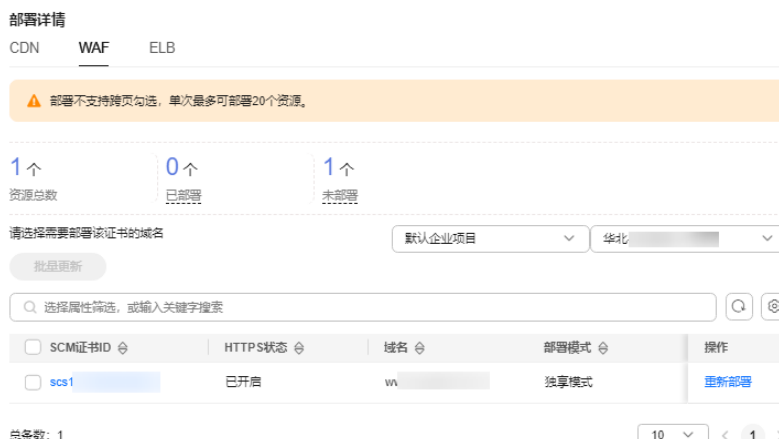 部署详情
CDN WAF ELB
部署不支持跨页勾选，单次最多可部署20个资源。
1个 0个 1个
资源总数 已部署 未部署
请选择需要部署该证书的域名 默认企业项目 华北
批量更新
选择属性筛选，或输入关键字搜索
SCM证书ID HTTPS状态 域名 部署模式 操作
scs1 已开启 独享模式 重新部署
总条数：1 10 1